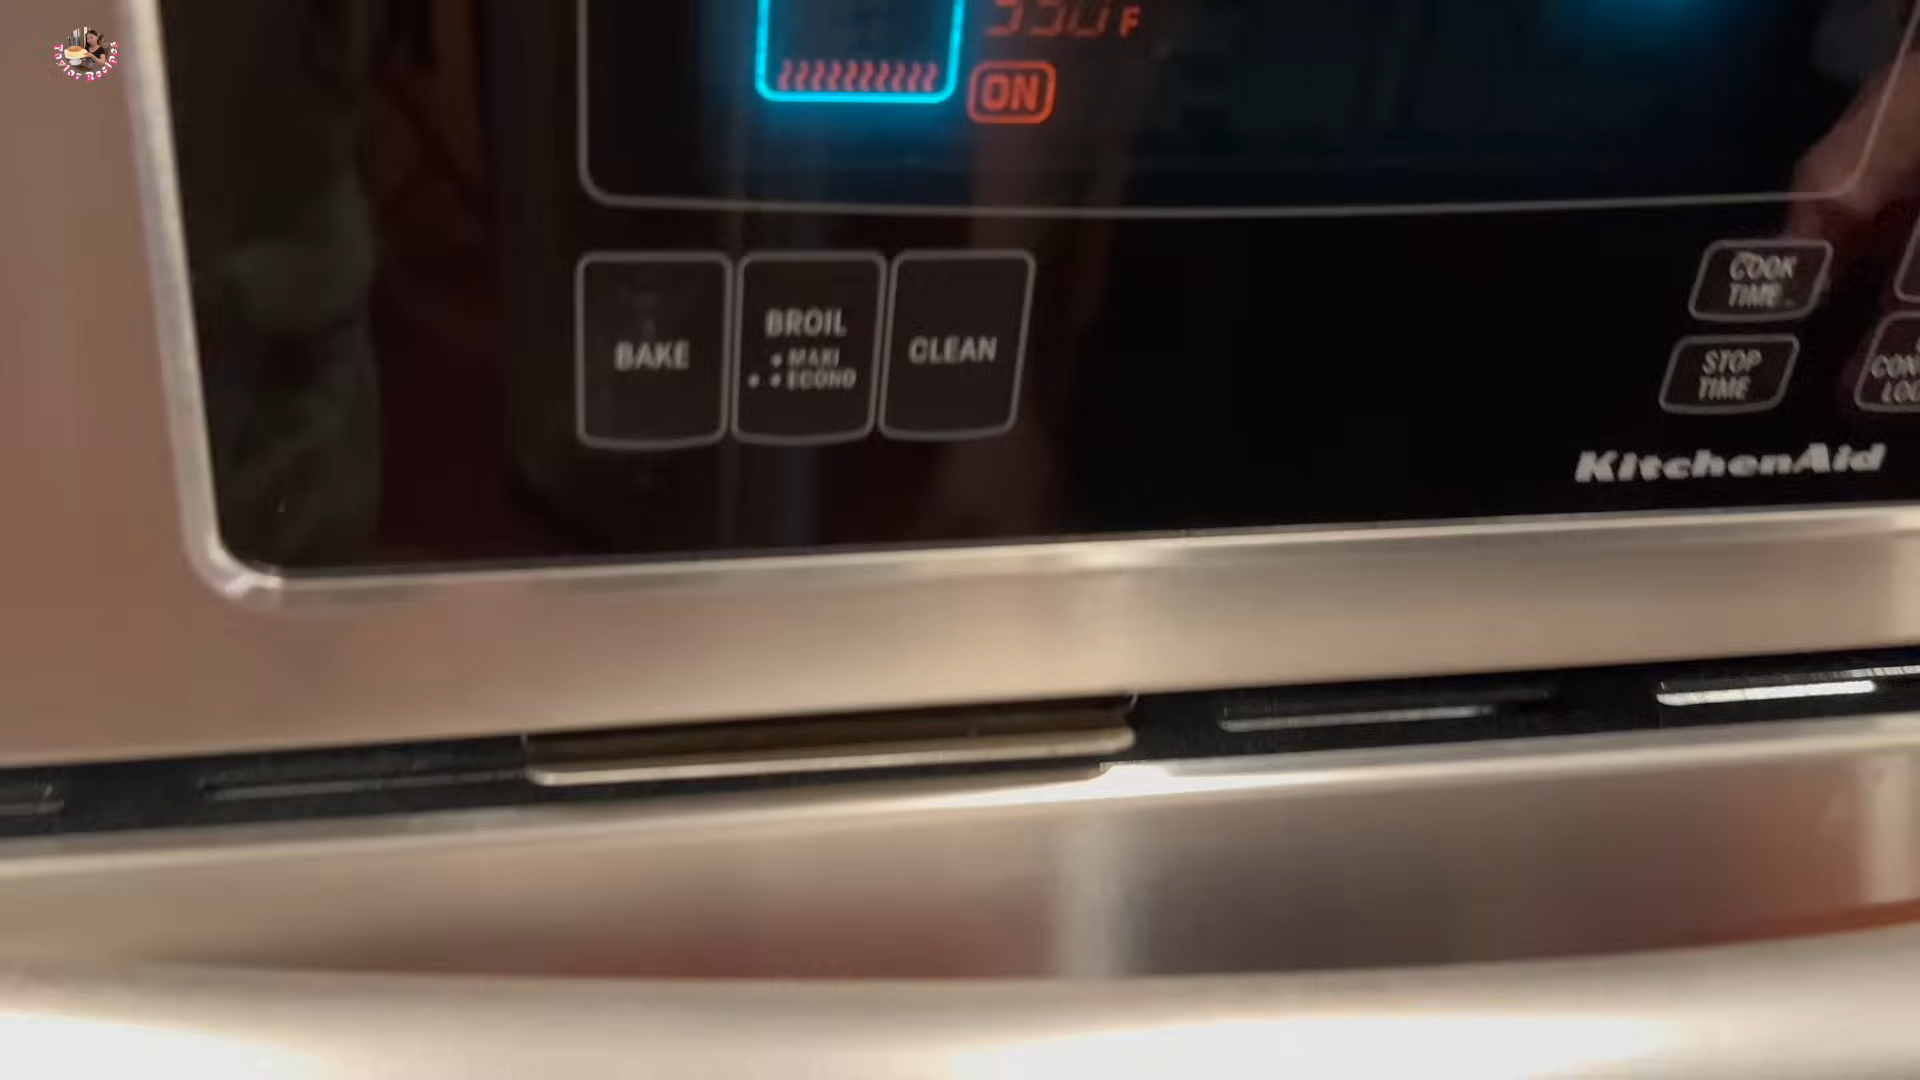 F
ON
BAKE
BROIL
• MAXI
• • ECONO
CLEAN
COOK
TIME
STOP
TIME
KitchenAid